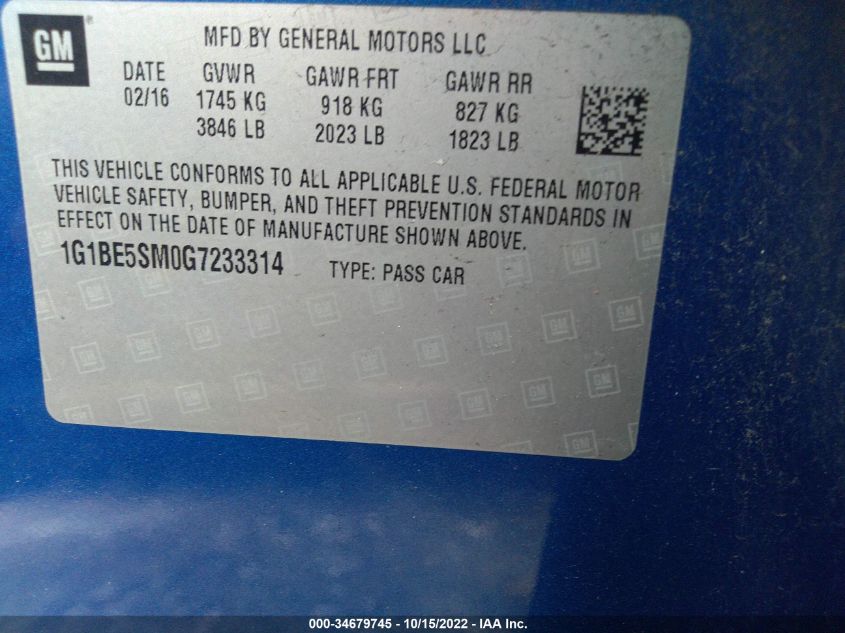 GM
MFD BY GENERAL MOTORS LLC
DATE GVWR GAWR FRT GAWR RR
02/16 1745 KG 918 KG 827 KG
3846 LB 2023 LB 1823 LB
THIS VEHICLE CONFORMS TO ALL APPLICABLE U.S. FEDERAL MOTOR
VEHICLE SAFETY, BUMPER, AND THEFT PREVENTION STANDARDS IN
EFFECT ON THE DATE OF MANUFACTURE SHOWN ABOVE.
1G1BE5SM0G7233314 TYPE: PASS CAR
000-34679745 - 10/15/2022 - IAA Inc.